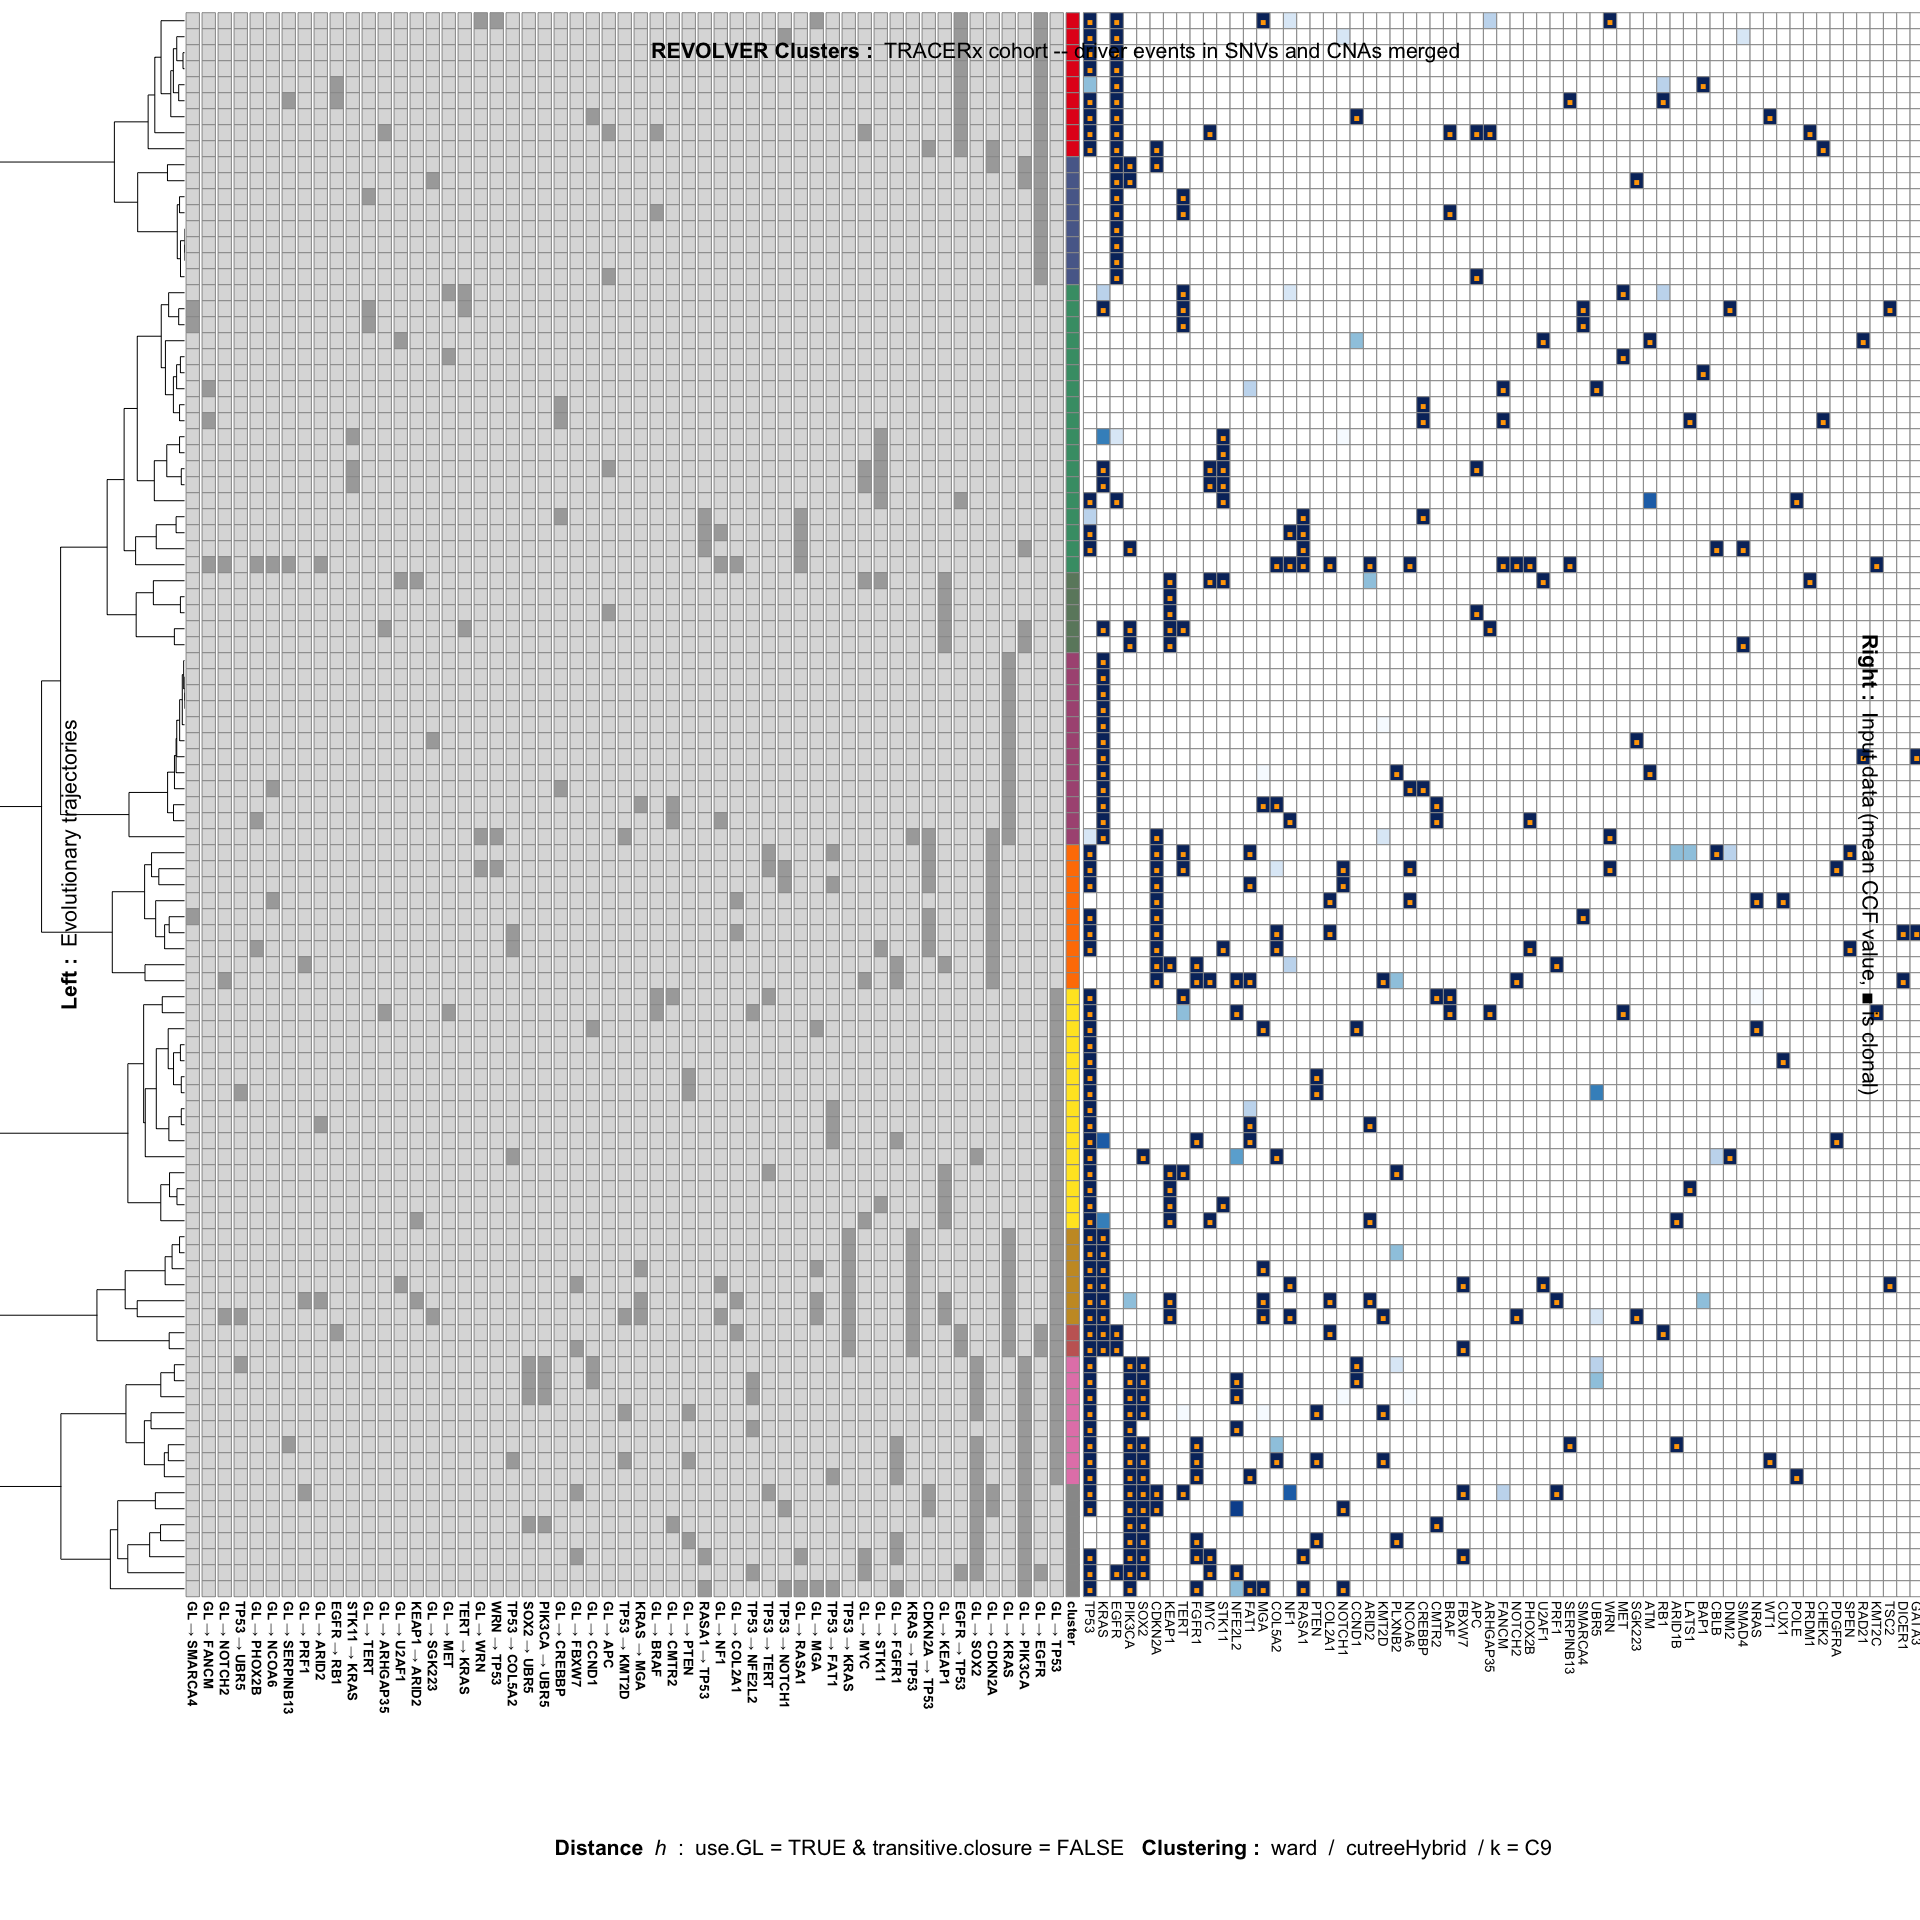 REVOLVER Clusters : TRACERx cohort -- driver events in SNVs and CNAs merged
Left : Evolutionary trajectories
Right : Input data (mean CCF value, ■ is clonal)
GL → SMARCA4
GL → FANCM
GL → NOTCH2
TP53 → UBR5
GL → PHOX2B
GL → NCOA6
GL → SERPINB13
GL → PRF1
GL → ARID2
EGFR → RB1
STK11 → KRAS
GL → TERT
GL → ARHGAP35
GL → U2AF1
KEAP1 → ARID2
GL → SGK223
GL → MET
TERT → KRAS
GL → WRN
WRN → TP53
TP53 → COL5A2
SOX2 → UBR5
PIK3CA → UBR5
GL → CREBBP
GL → FBXW7
GL → CCND1
GL → APC
TP53 → KMT2D
KRAS → MGA
GL → BRAF
GL → CMTR2
GL → PTEN
RASA1 → TP53
GL → NF1
GL → COL2A1
TP53 → NFE2L2
TP53 → TERT
TP53 → NOTCH1
GL → RASA1
GL → MGA
TP53 → FAT1
TP53 → KRAS
GL → MYC
GL → STK11
GL → FGFR1
KRAS → TP53
CDKN2A → TP53
GL → KEAP1
EGFR → TP53
GL → SOX2
GL → CDKN2A
GL → KRAS
GL → PIK3CA
GL → EGFR
GL → TP53
cluster
TP53
KRAS
EGFR
PIK3CA
SOX2
CDKN2A
KEAP1
TERT
FGFR1
MYC
STK11
NFE2L2
FAT1
MGA
COL5A2
NF1
RASA1
PTEN
COL2A1
NOTCH1
CCND1
ARID2
KMT2D
PLXNB2
NCOA6
CREBBP
CMTR2
BRAF
FBXW7
APC
ARHGAP35
FANCM
NOTCH2
PHOX2B
U2AF1
PRF1
SERPINB13
SMARCA4
UBR5
WRN
MET
SGK223
ATM
RB1
ARID1B
LATS1
BAP1
CBLB
DNM2
SMAD4
NRAS
WT1
CUX1
POLE
PRDM1
CHEK2
PDGFRA
SPEN
RAD21
KMT2C
TSC2
DICER1
GATA3
Distance h : use.GL = TRUE & transitive.closure = FALSE Clustering : ward / cutreeHybrid / k = C9